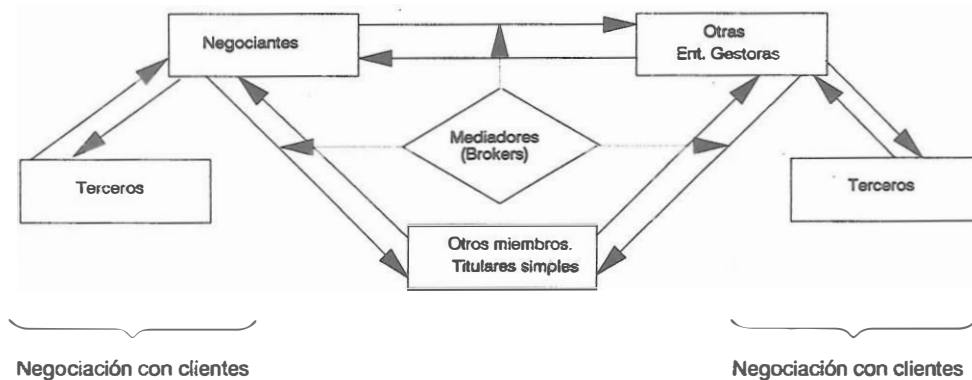 Negociantes
Otras
Ent. Gestoras
Mediadores
(Brokers)
Terceros
Terceros
Otros miembros.
Titulares simples
Negociación con clientes
Negociación con clientes